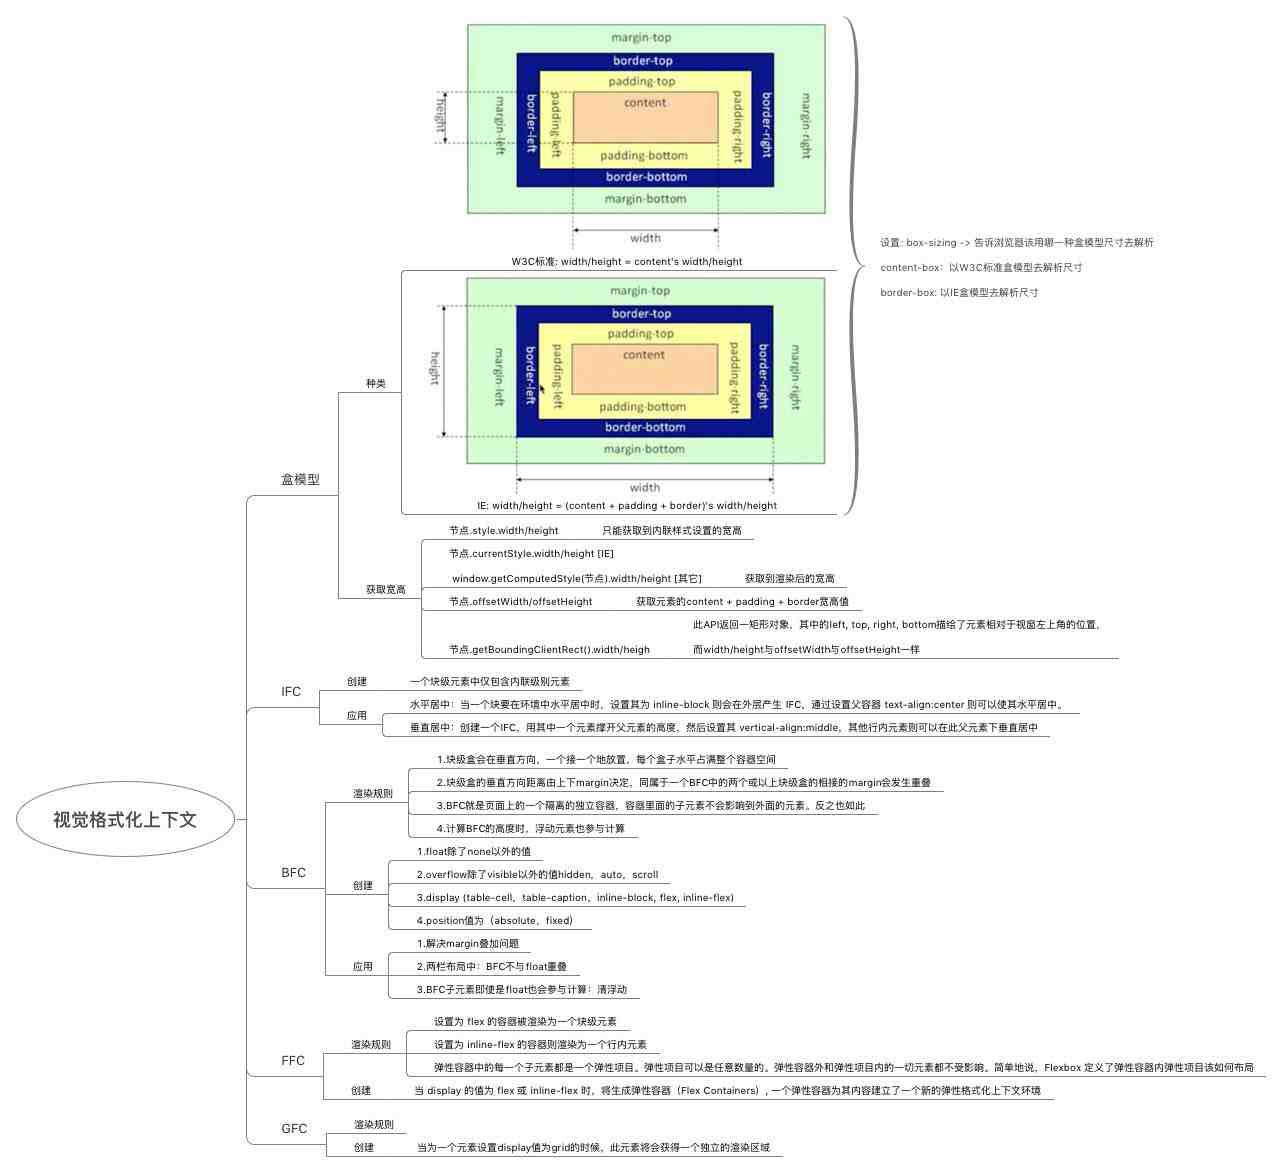 margin-top
border-top
padding-top
content
height
margin-left
border-left
padding-left
padding-right
border-right
margin-right
padding-bottom
border-bottom
margin-bottom
width
W3C标准: width/height = content's width/height
设置: box-sizing -> 告诉浏览器该用哪一种盒模型尺寸去解析
content-box：以W3C标准盒模型去解析尺寸
border-box: 以IE盒模型去解析尺寸
margin-top
border-top
padding-top
content
height
margin-left
border-left
padding-left
padding-right
border-right
margin-right
padding-bottom
border-bottom
margin-bottom
width
IE: width/height = (content + padding + border)'s width/height
种类
盒模型
节点.style.width/height 只能获取到内联样式设置的宽高
节点.currentStyle.width/height [IE]
window.getComputedStyle(节点).width/height [其它] 获取到渲染后的宽高
获取宽高
节点.offsetWidth/offsetHeight 获取元素的content + padding + border宽高值
此API返回一矩形对象，其中的left, top, right, bottom描绘了元素相对于视窗左上角的位置，
节点.getBoundingClientRect().width/heigh 而width/height与offsetWidth与offsetHeight一样
IFC
创建 一个块级元素中仅包含内联级别元素
应用
水平居中：当一个块要在环境中水平居中时，设置其为 inline-block 则会在外层产生 IFC，通过设置父容器 text-align:center 则可以使其水平居中。
垂直居中：创建一个IFC，用其中一个元素撑开父元素的高度，然后设置其 vertical-align:middle，其他行内元素则可以在此父元素下垂直居中
视觉格式化上下文
BFC
渲染规则
1.块级盒会在垂直方向，一个接一个地放置，每个盒子水平占满整个容器空间
2.块级盒的垂直方向距离由上下margin决定，同属于一个BFC中的两个或以上块级盒的相接的margin会发生重叠
3.BFC就是页面上的一个隔离的独立容器，容器里面的子元素不会影响到外面的元素。反之也如此
4.计算BFC的高度时，浮动元素也参与计算
创建
1.float除了none以外的值
2.overflow除了visible以外的值hidden，auto，scroll
3.display (table-cell，table-caption，inline-block, flex, inline-flex)
4.position值为（absolute，fixed）
应用
1.解决margin叠加问题
2.两栏布局中：BFC不与float重叠
3.BFC子元素即使是float也会参与计算：清浮动
FFC
渲染规则
设置为 flex 的容器被渲染为一个块级元素
设置为 inline-flex 的容器则渲染为一个行内元素
弹性容器中的每一个子元素都是一个弹性项目。弹性项目可以是任意数量的。弹性容器外和弹性项目内的一切元素都不受影响。简单地说，Flexbox 定义了弹性容器内弹性项目该如何布局
创建 当 display 的值为 flex 或 inline-flex 时，将生成弹性容器（Flex Containers）, 一个弹性容器为其内容建立了一个新的弹性格式化上下文环境
GFC
渲染规则
创建 当为一个元素设置display值为grid的时候，此元素将会获得一个独立的渲染区域